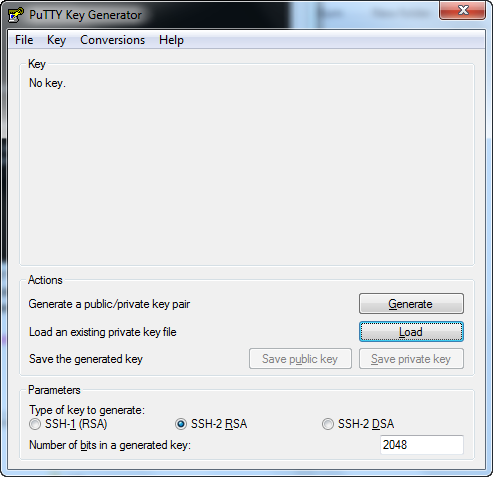 PuTTY Key Generator
File Key Conversions Help
Key
No key.
Actions
Generate a public/private key pair Generate
Load an existing private key file Load
Save the generated key Save public key Save private key
Parameters
Type of key to generate:
SSH-1 (RSA) SSH-2 RSA SSH-2 DSA
Number of bits in a generated key: 2048